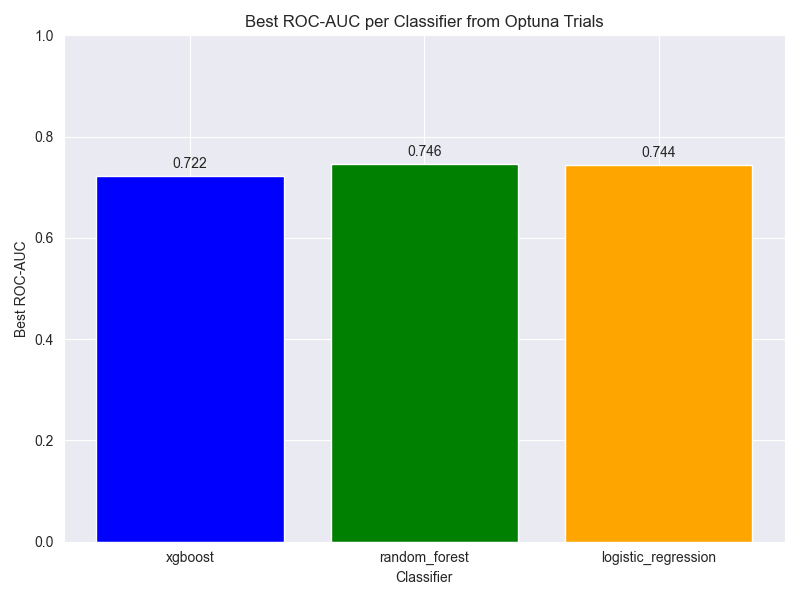 Best ROC-AUC per Classifier from Optuna Trials
Best ROC-AUC
1.0
0.8
0.6
0.4
0.2
0.0
0.722
0.746
0.744
xgboost
random_forest
logistic_regression
Classifier